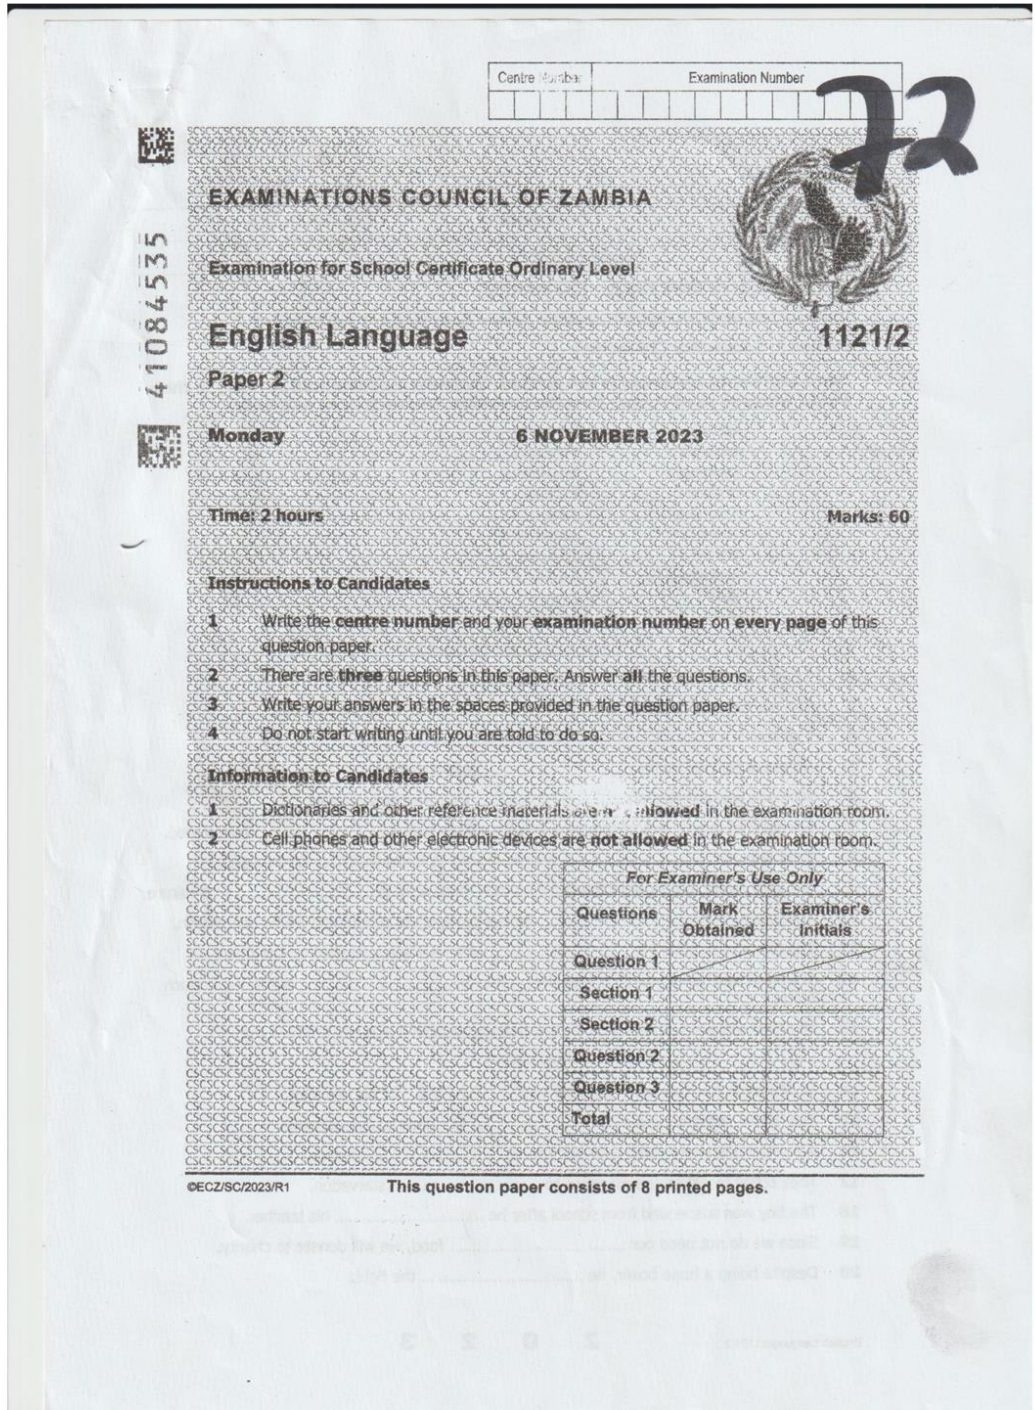 Centre Number Examination Number
72
EXAMINATIONS COUNCIL OF ZAMBIA
Examination for School Certificate Ordinary Level
41084535
English Language 1121/2
Paper 2
Monday 6 NOVEMBER 2023
Time: 2 hours Marks: 60
Instructions to Candidates
1 Write the centre number and your examination number on every page of this
question paper.
2 There are three questions in this paper. Answer all the questions.
3 Write your answers in the spaces provided in the question paper.
4 Do not start writing until you are told to do so.
Information to Candidates
1 Dictionaries and other reference materials are allowed in the examination room.
2 Cell phones and other electronic devices are not allowed in the examination room.
For Examiner's Use Only
Questions Mark Obtained Examiner's Initials
Question 1
Section 1
Section 2
Question 2
Question 3
Total
©ECZ/SC/2023/R1 This question paper consists of 8 printed pages.